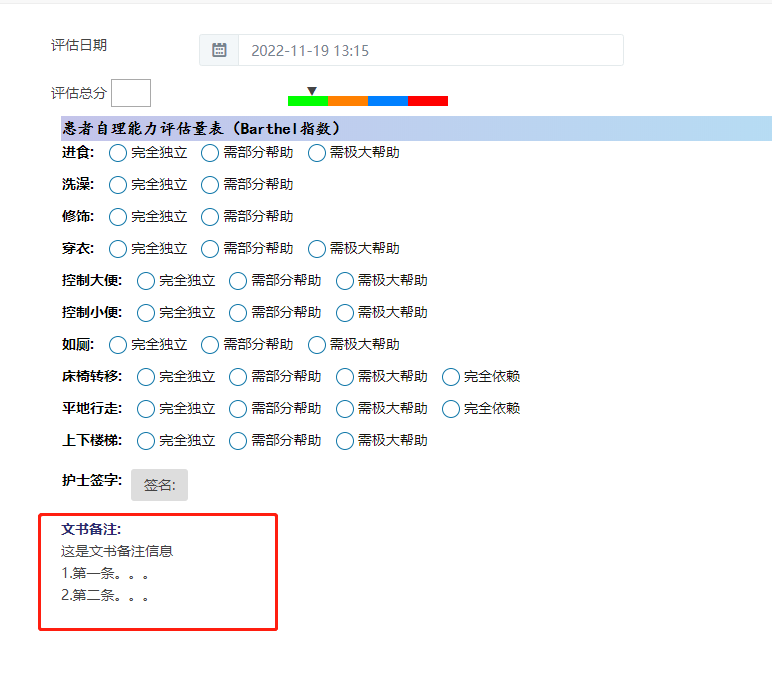 评估日期 2022-11-19 13:15
评估总分
患者自理能力评估量表（Barthel指数）
进食: 完全独立 需部分帮助 需极大帮助
洗澡: 完全独立 需部分帮助
修饰: 完全独立 需部分帮助
穿衣: 完全独立 需部分帮助 需极大帮助
控制大便: 完全独立 需部分帮助 需极大帮助
控制小便: 完全独立 需部分帮助 需极大帮助
如厕: 完全独立 需部分帮助 需极大帮助
床椅转移: 完全独立 需部分帮助 需极大帮助 完全依赖
平地行走: 完全独立 需部分帮助 需极大帮助 完全依赖
上下楼梯: 完全独立 需部分帮助 需极大帮助
护士签字: 签名:
文书备注:
这是文书备注信息
1.第一条。。。
2.第二条。。。